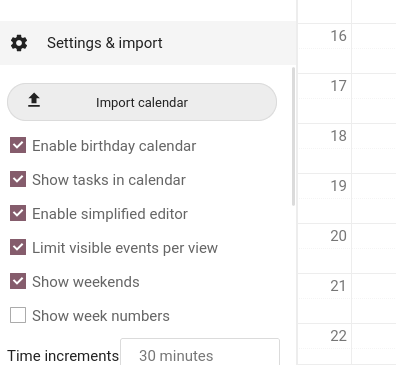 Settings & import
Import calendar
Enable birthday calendar
Show tasks in calendar
Enable simplified editor
Limit visible events per view
Show weekends
Show week numbers
Time increments 30 minutes
16
17
18
19
20
21
22